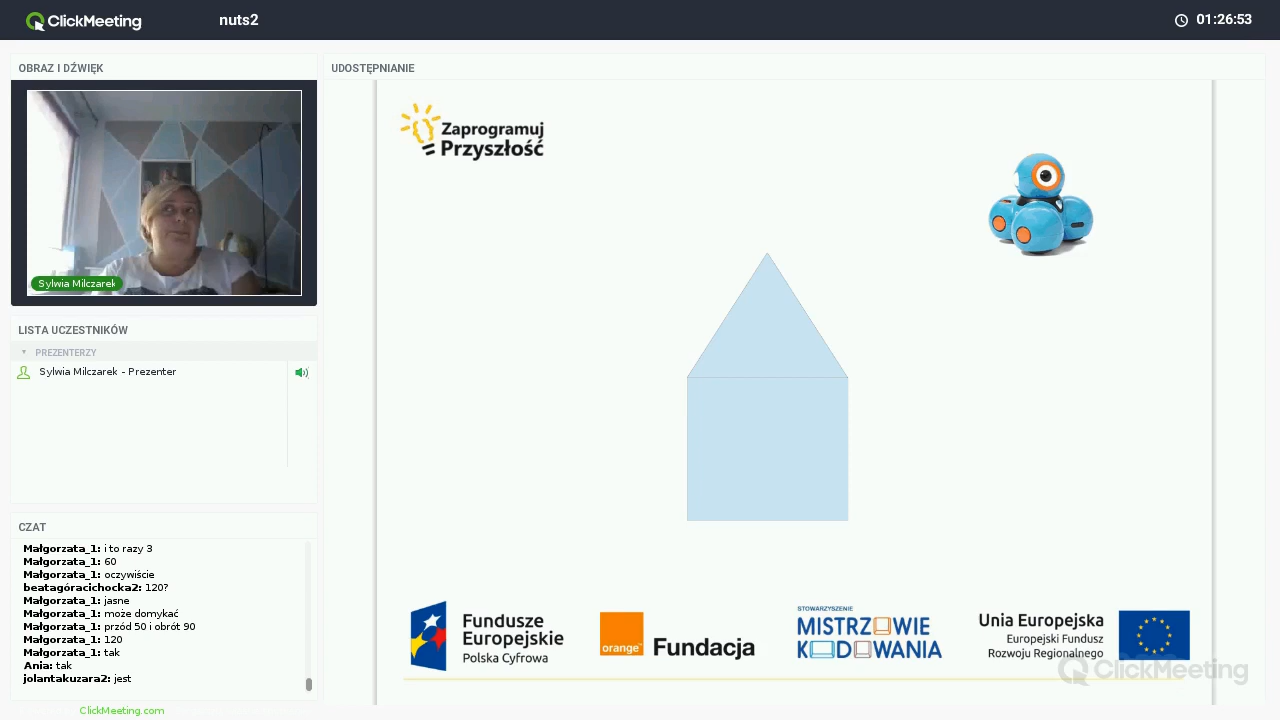 ClickMeeting
nuts2
01:26:53
OBRAZ I DŹWIĘK
UDOSTĘPNIANIE
Zaprogramuj
Przyszłość
Sylwia Milczarek
LISTA UCZESTNIKÓW
PREZENTERZY
Sylwia Milczarek - Prezenter
CZAT
Małgorzata_1: i to razy 3
Małgorzata_1: 60
Małgorzata_1: oczywiście
beatagóracichocka2: 120?
Małgorzata_1: jasne
Małgorzata_1: może domykać
Małgorzata_1: przód 50 i obrót 90
Małgorzata_1: 120
Małgorzata_1: tak
Ania: tak
jolantakuzara2: jest
Fundusze
Europejskie
Polska Cyfrowa
orange
Fundacja
STOWARZYSZENIE
MISTRZOWIE
KODOWANIA
Unia Europejska
Europejski Fundusz
Rozwoju Regionalnego
ClickMeeting
ClickMeeting.com